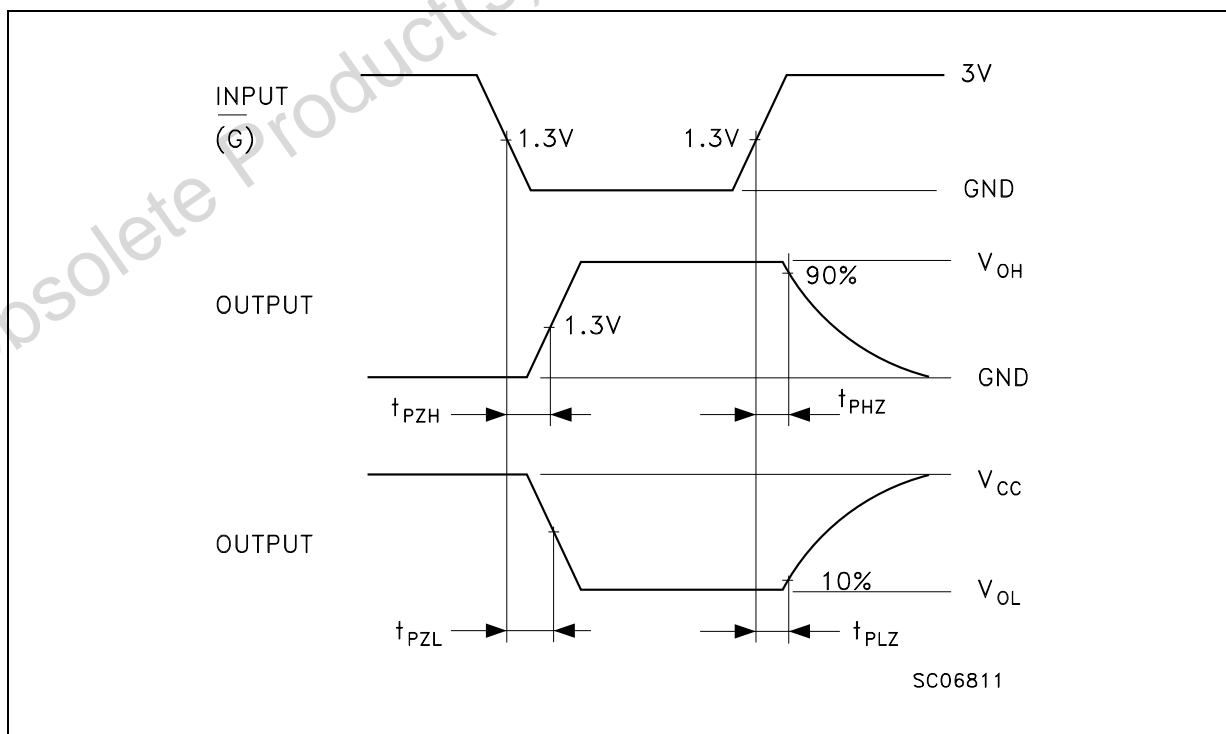 Obsolete Product(s)
3V
INPUT
(G)
1.3V
1.3V
GND
VOH
90%
OUTPUT
1.3V
GND
tPZH
tPHZ
VCC
OUTPUT
10%
VOL
tPZL
tPLZ
SC06811